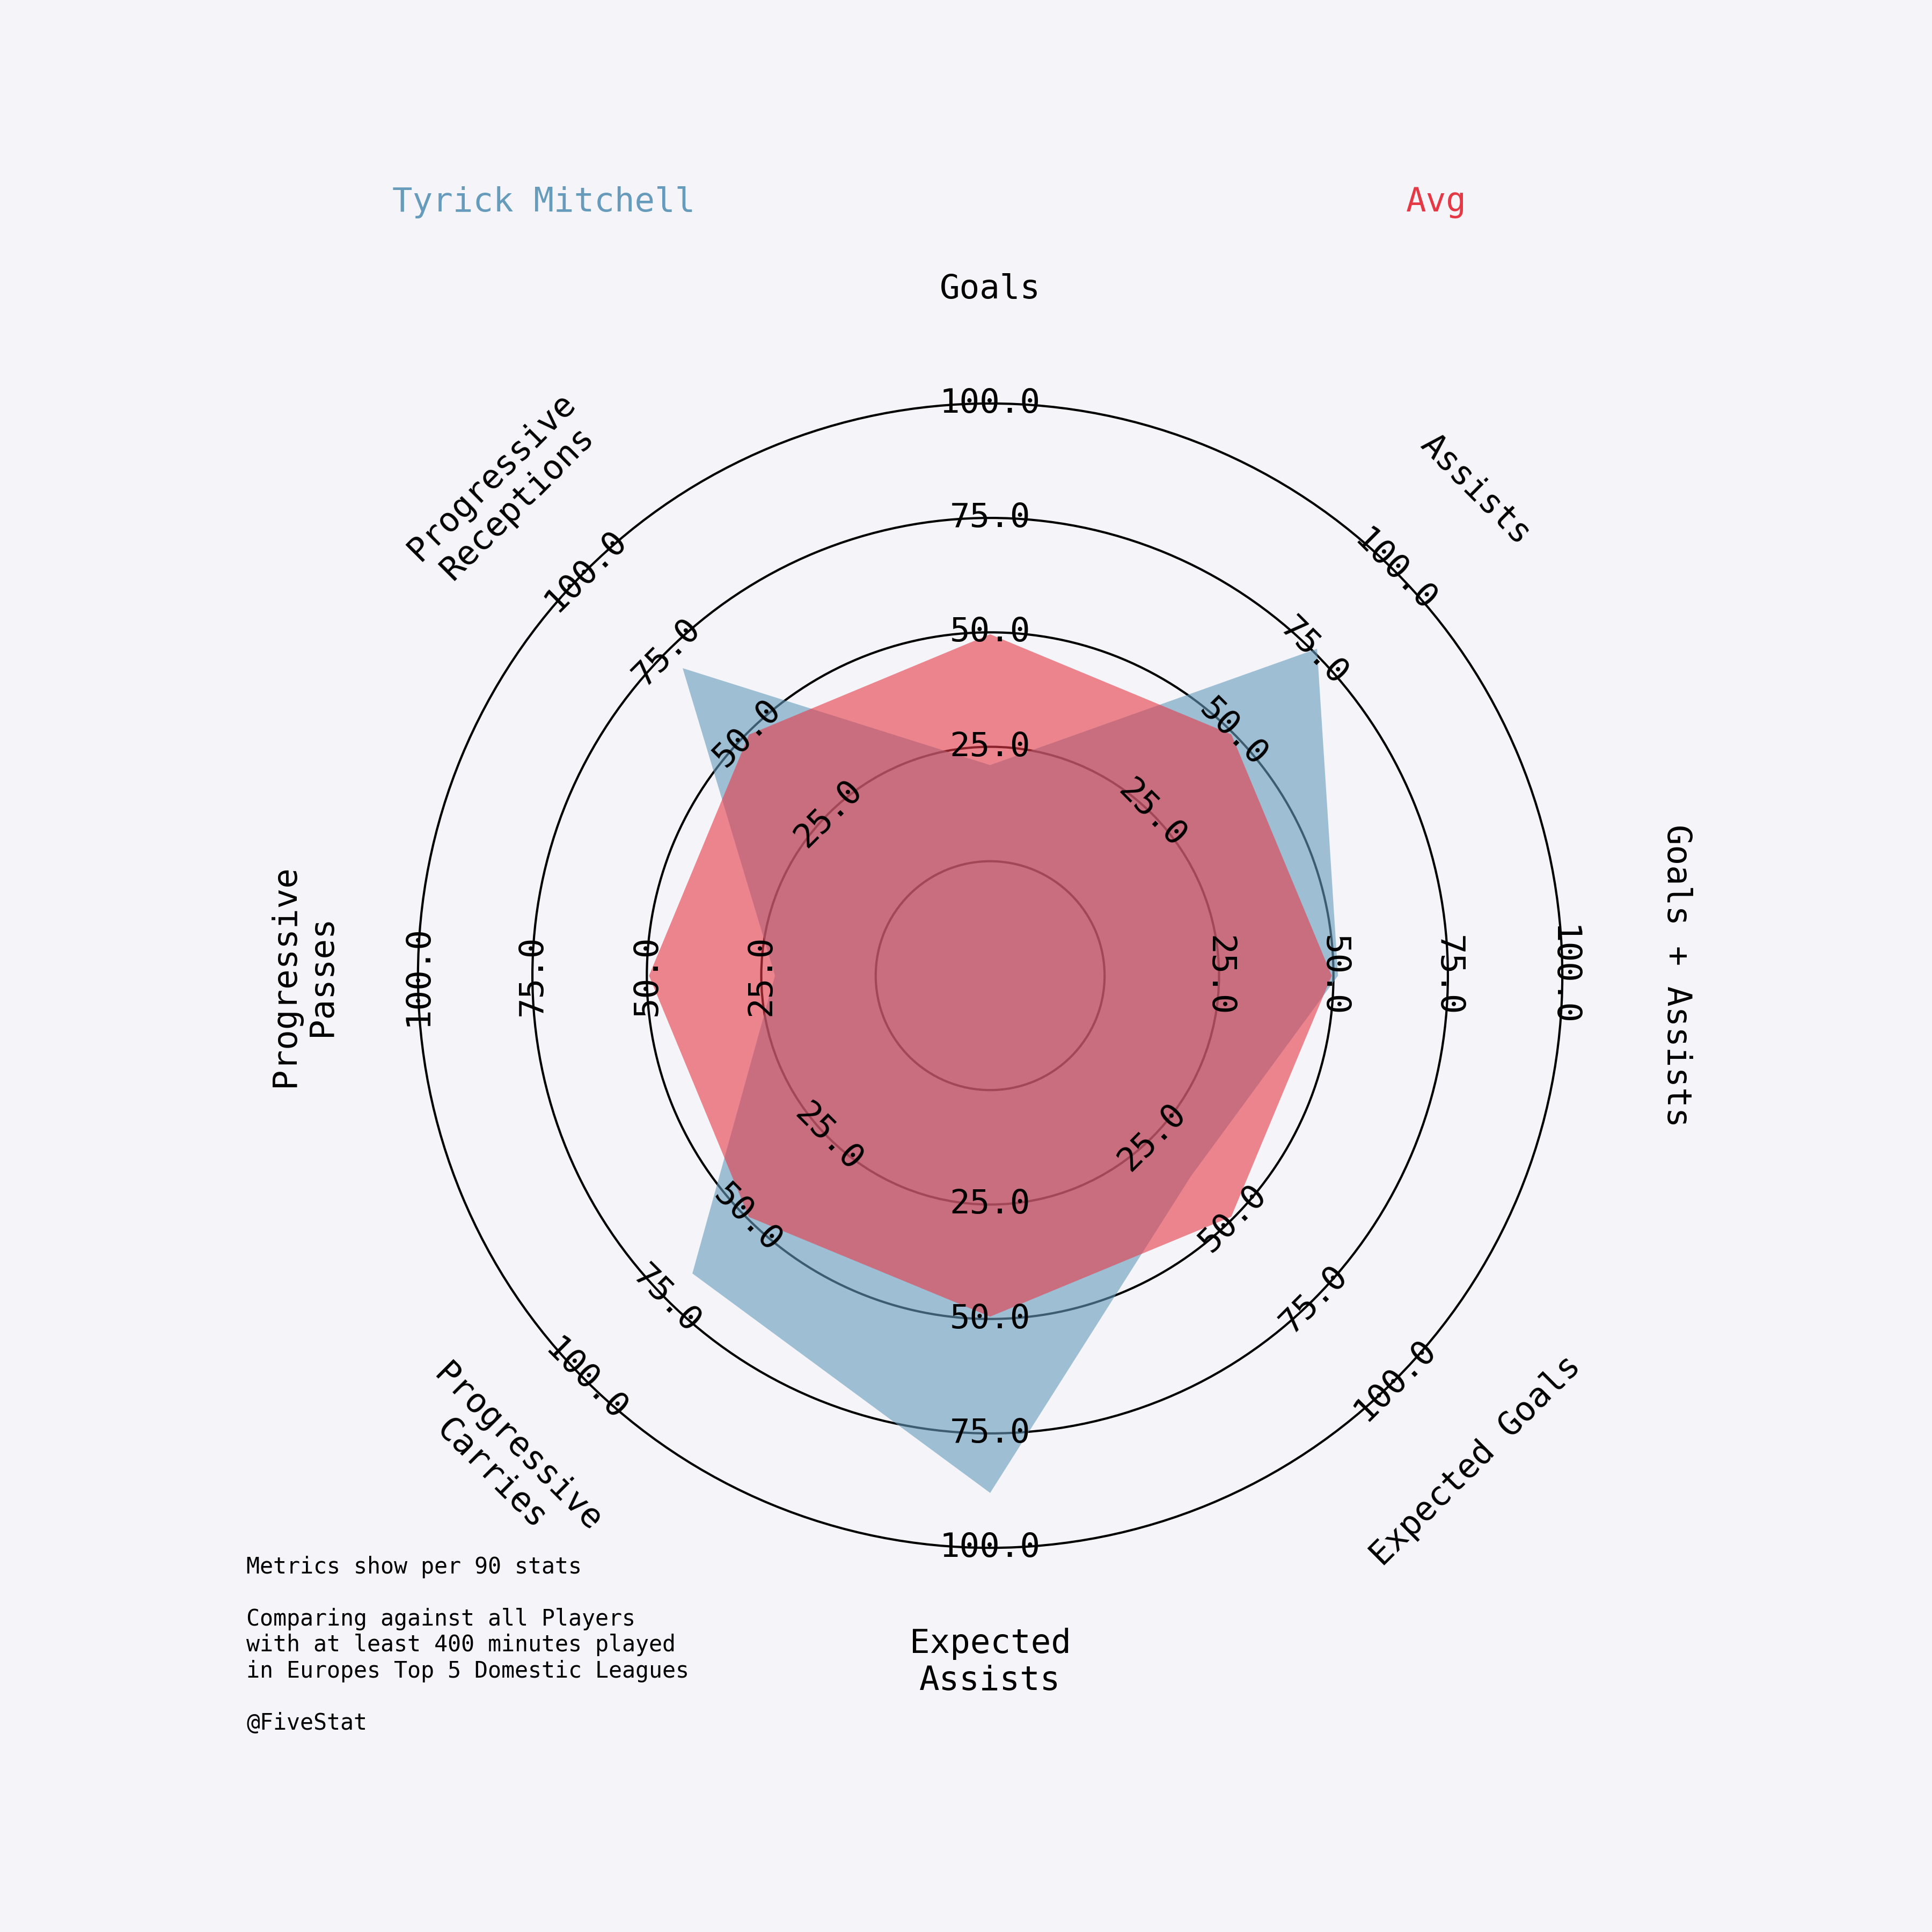 Tyrick Mitchell
Avg
Goals
Assists
Goals + Assists
Expected Goals
Expected
Assists
Progressive
Carries
Progressive
Passes
Progressive
Receptions
25.0
50.0
75.0
100.0
25.0
50.0
75.0
100.0
25.0
50.0
75.0
100.0
25.0
50.0
75.0
100.0
25.0
50.0
75.0
100.0
25.0
50.0
75.0
100.0
25.0
50.0
75.0
100.0
25.0
50.0
75.0
100.0
Metrics show per 90 stats
Comparing against all Players
with at least 400 minutes played
in Europes Top 5 Domestic Leagues
@FiveStat